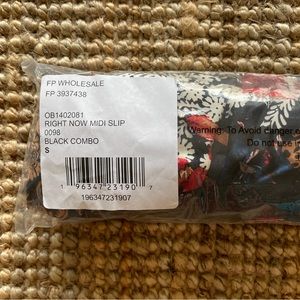 FP WHOLESALE
FP 3937438
OB1402081
RIGHT NOW MIDI SLIP
0098
BLACK COMBO
S
1 96347 23190 7
196347231907
Warning: To Avoid danger
Do not use